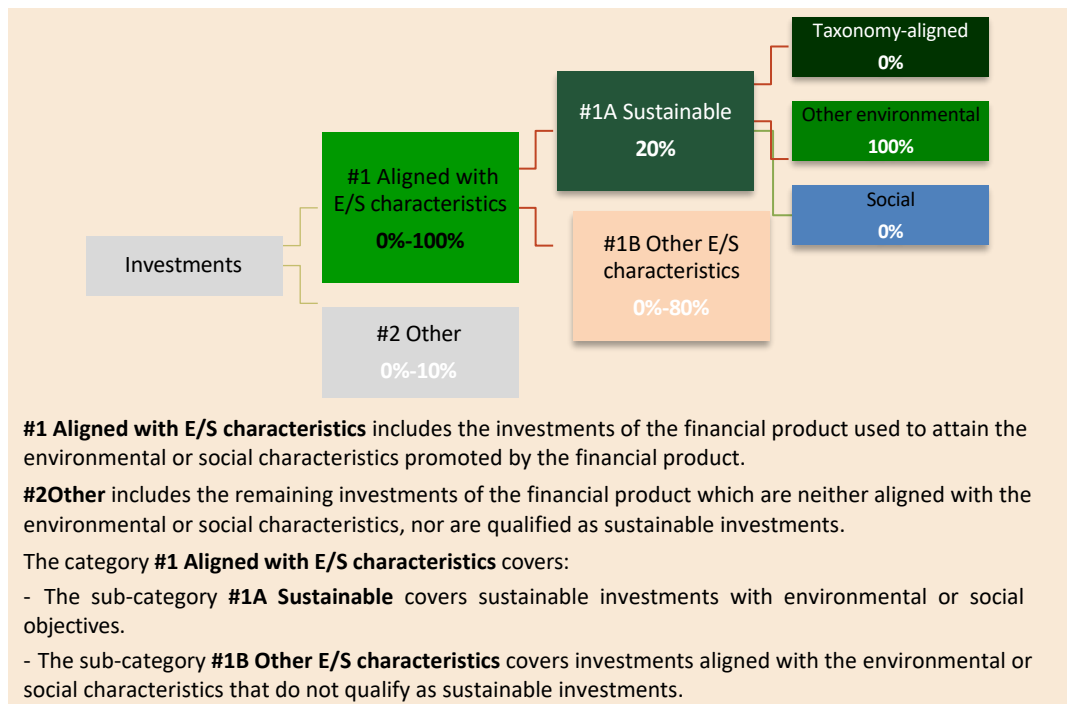 Taxonomy-aligned
0%
#1A Sustainable
20%
Other environmental
100%
#1 Aligned with
E/S characteristics
0%-100%
Social
0%
Investments
#1B Other E/S
characteristics
0%-80%
#2 Other
0%-10%
#1 Aligned with E/S characteristics includes the investments of the financial product used to attain the
environmental or social characteristics promoted by the financial product.
#2Other includes the remaining investments of the financial product which are neither aligned with the
environmental or social characteristics, nor are qualified as sustainable investments.
The category #1 Aligned with E/S characteristics covers:
- The sub-category #1A Sustainable covers sustainable investments with environmental or social
objectives.
- The sub-category #1B Other E/S characteristics covers investments aligned with the environmental or
social characteristics that do not qualify as sustainable investments.